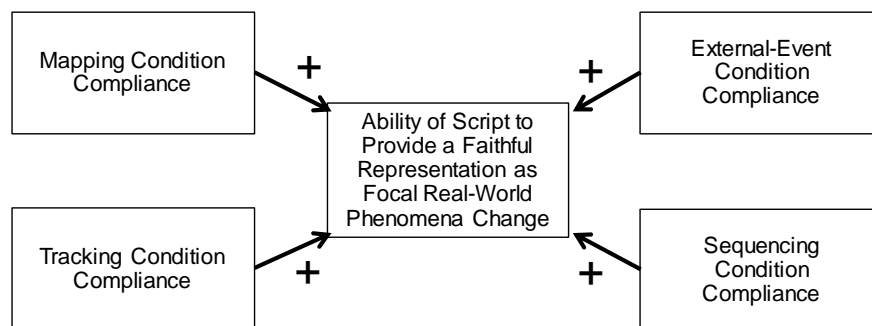 Mapping Condition
Compliance
+
External-Event
Condition
Compliance
+
Ability of Script to
Provide a Faithful
Representation as
Focal Real-World
Phenomena Change
Tracking Condition
Compliance
+
Sequencing
Condition
Compliance
+